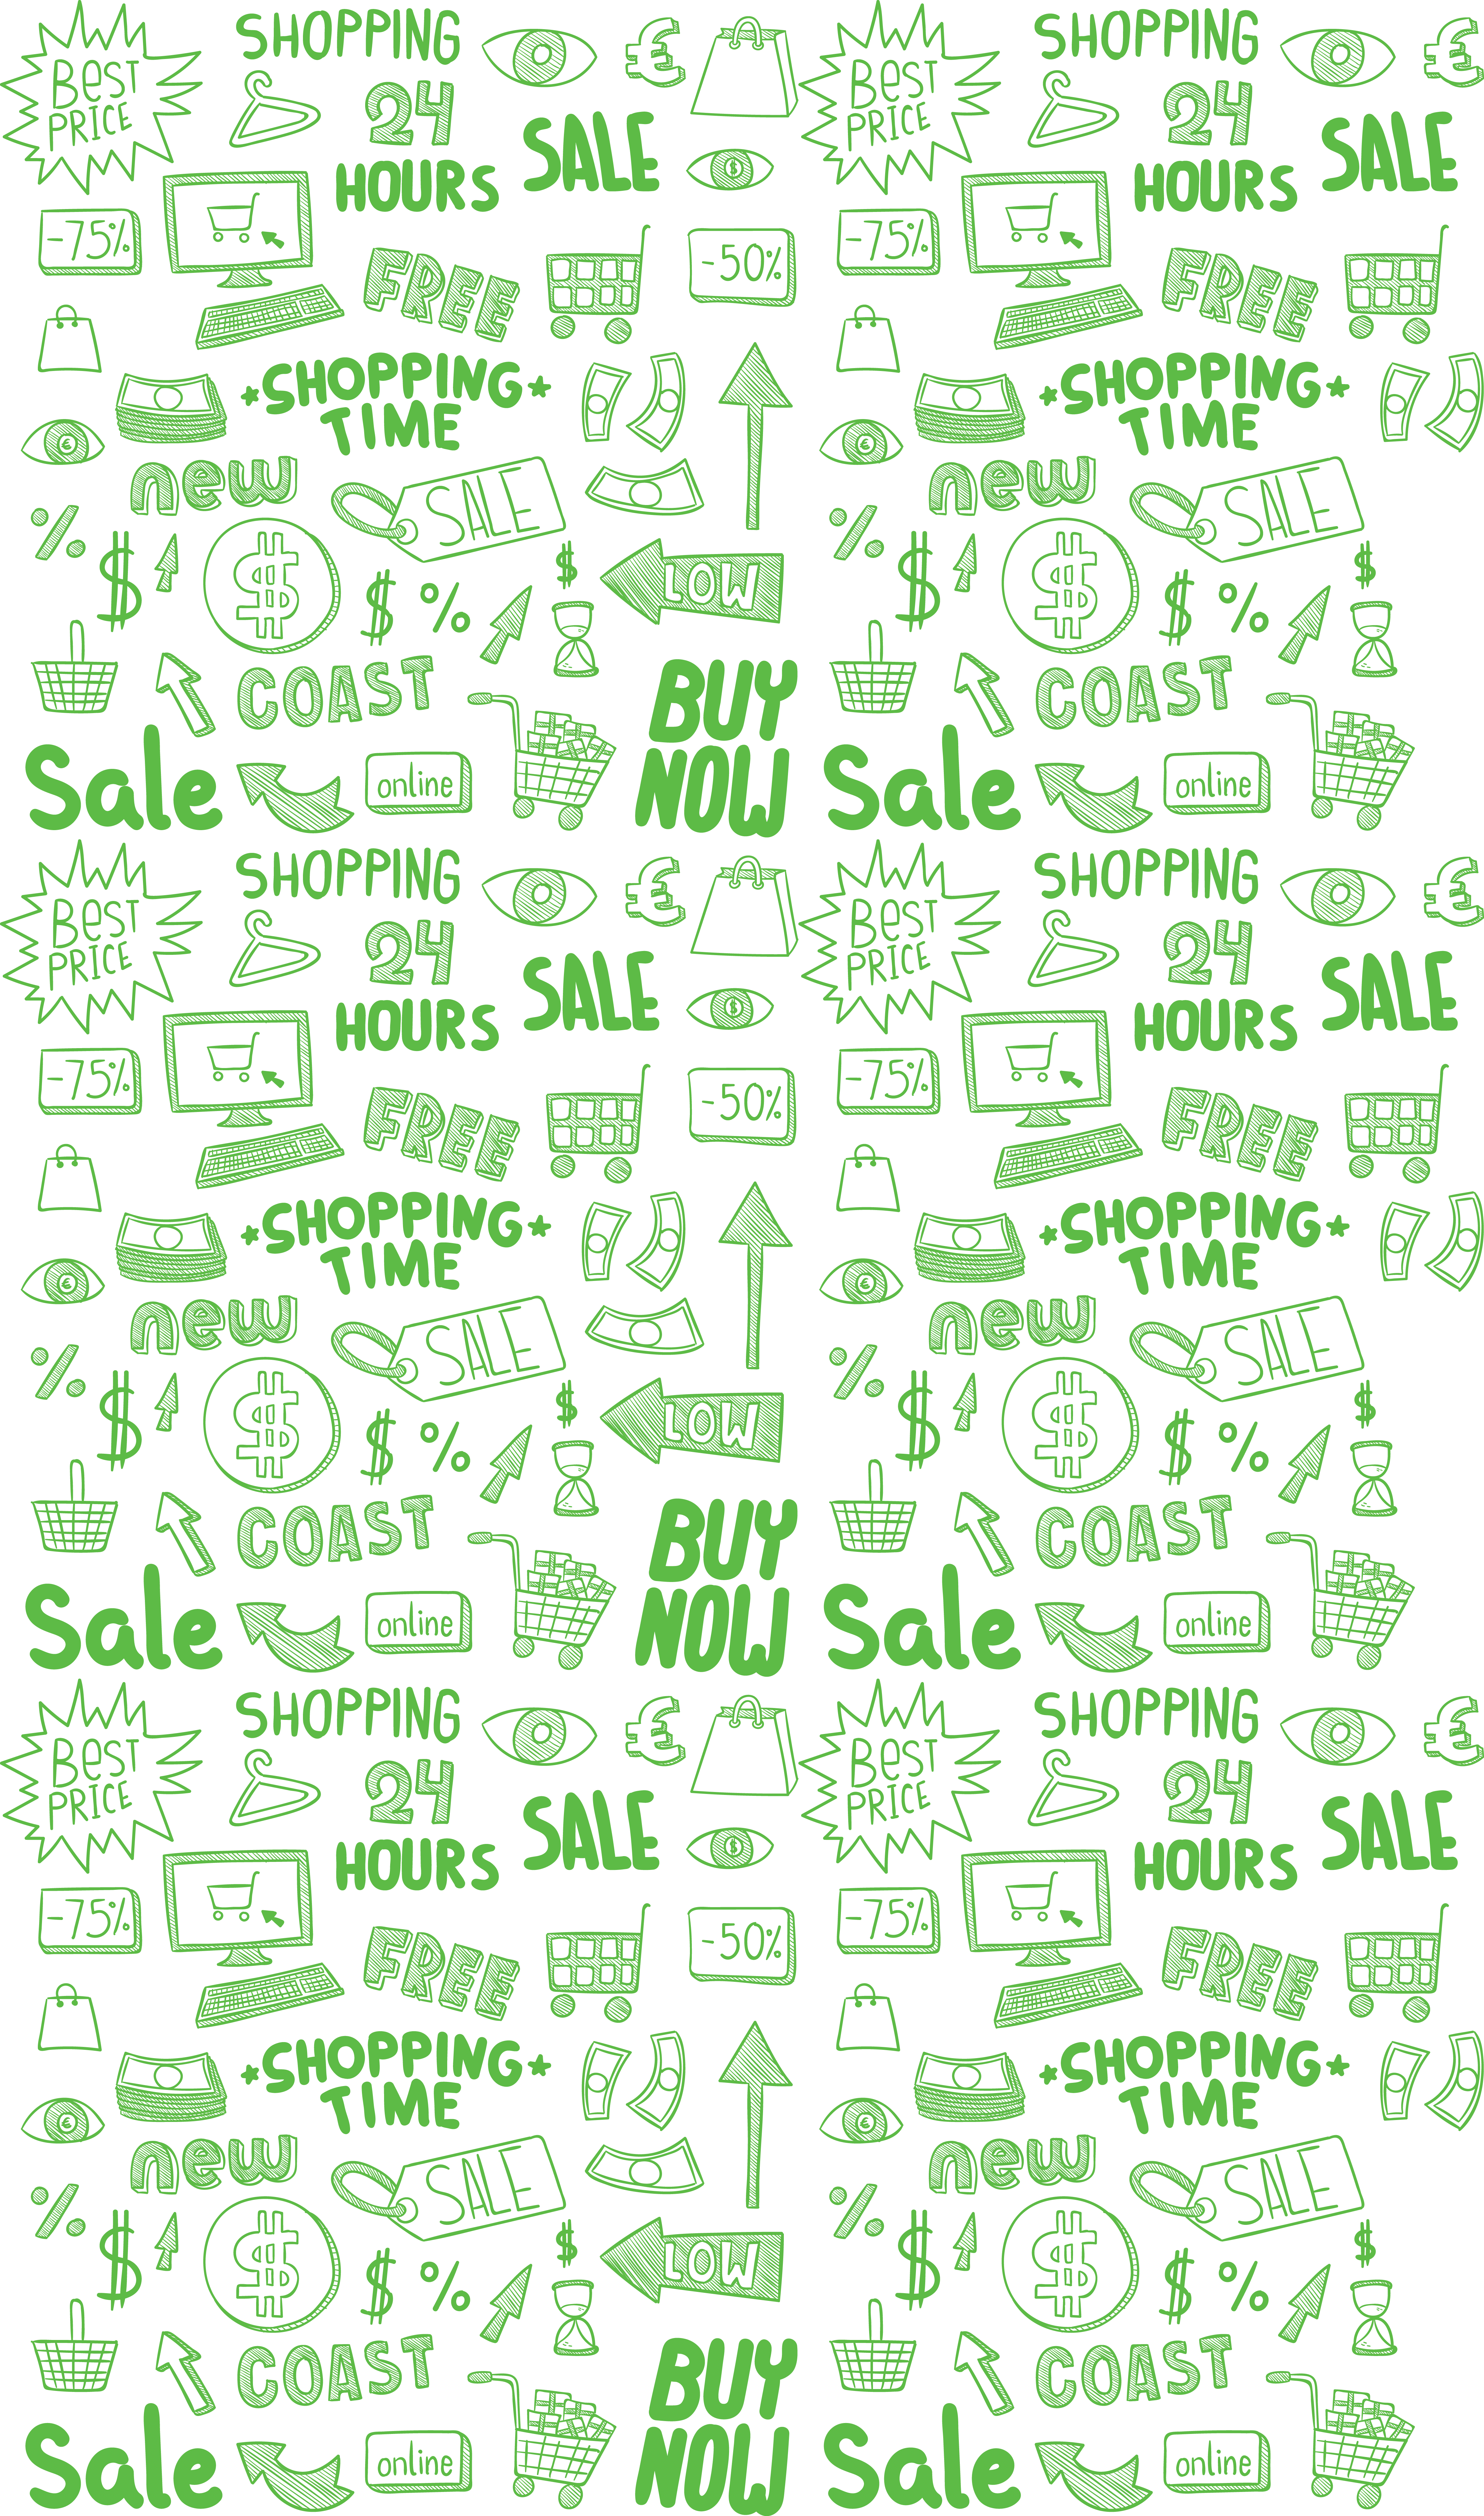 Best
PRICE
SHOPPING
24
HOURS
£
SALE
$
-75%
FREE
-50%
SHOPPING
TIME
€
new
SALE
%
$
$
$ %
$
LOW
COAST
BUY
NOW
Sale
online
Best
PRICE
SHOPPING
24
HOURS
£
SALE
-75%
FREE
SHOPPING
TIME
€
new
SALE
%
$
$
$ %
$
COAST
Sale
online
Best
PRICE
SHOPPING
24
HOURS
£
SALE
$
-75%
FREE
-50%
SHOPPING
TIME
€
new
SALE
%
$
$
$ %
$
LOW
COAST
BUY
NOW
Sale
online
Best
PRICE
SHOPPING
24
HOURS
£
SALE
-75%
FREE
SHOPPING
TIME
€
new
SALE
%
$
$
$ %
$
COAST
Sale
online
Best
PRICE
SHOPPING
24
HOURS
£
SALE
$
-75%
FREE
-50%
SHOPPING
TIME
€
new
SALE
%
$
$
$ %
$
LOW
COAST
BUY
NOW
Sale
online
Best
PRICE
SHOPPING
24
HOURS
£
SALE
-75%
FREE
SHOPPING
TIME
€
new
SALE
%
$
$
$ %
$
COAST
Sale
online